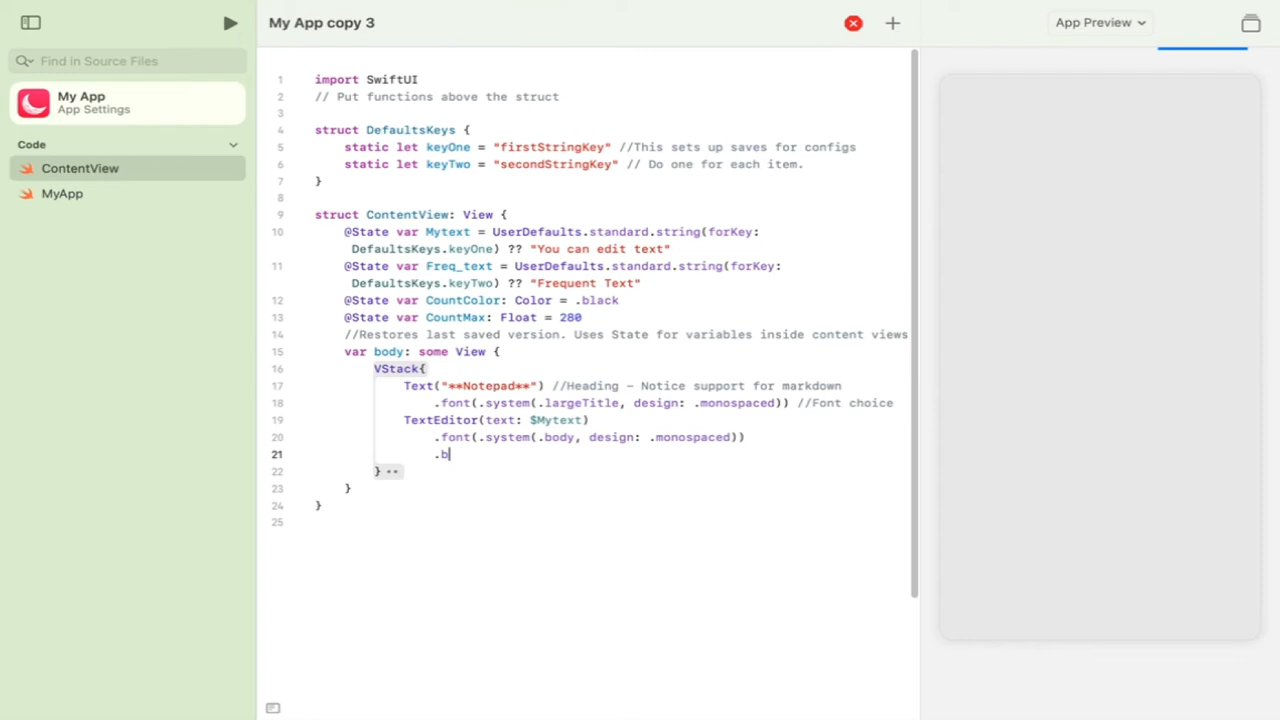 My App copy 3
App Preview
Find in Source Files
My App
App Settings
Code
ContentView
MyApp
1 import SwiftUI
2 // Put functions above the struct
3
4 struct DefaultsKeys {
5 static let keyOne = "firstStringKey" //This sets up saves for configs
6 static let keyTwo = "secondStringKey" // Do one for each item.
7 }
8
9 struct ContentView: View {
10 @State var Mytext = UserDefaults.standard.string(forKey:
DefaultsKeys.keyOne) ?? "You can edit text"
11 @State var Freq_text = UserDefaults.standard.string(forKey:
DefaultsKeys.keyTwo) ?? "Frequent Text"
12 @State var CountColor: Color = .black
13 @State var CountMax: Float = 280
14 //Restores last saved version. Uses State for variables inside content views
15 var body: some View {
16 VStack{
17 Text("**Notepad**") //Heading – Notice support for markdown
18 .font(.system(.largeTitle, design: .monospaced)) //Font choice
19 TextEditor(text: $Mytext)
20 .font(.system(.body, design: .monospaced))
21 .b
22 }
23 }
24 }
25